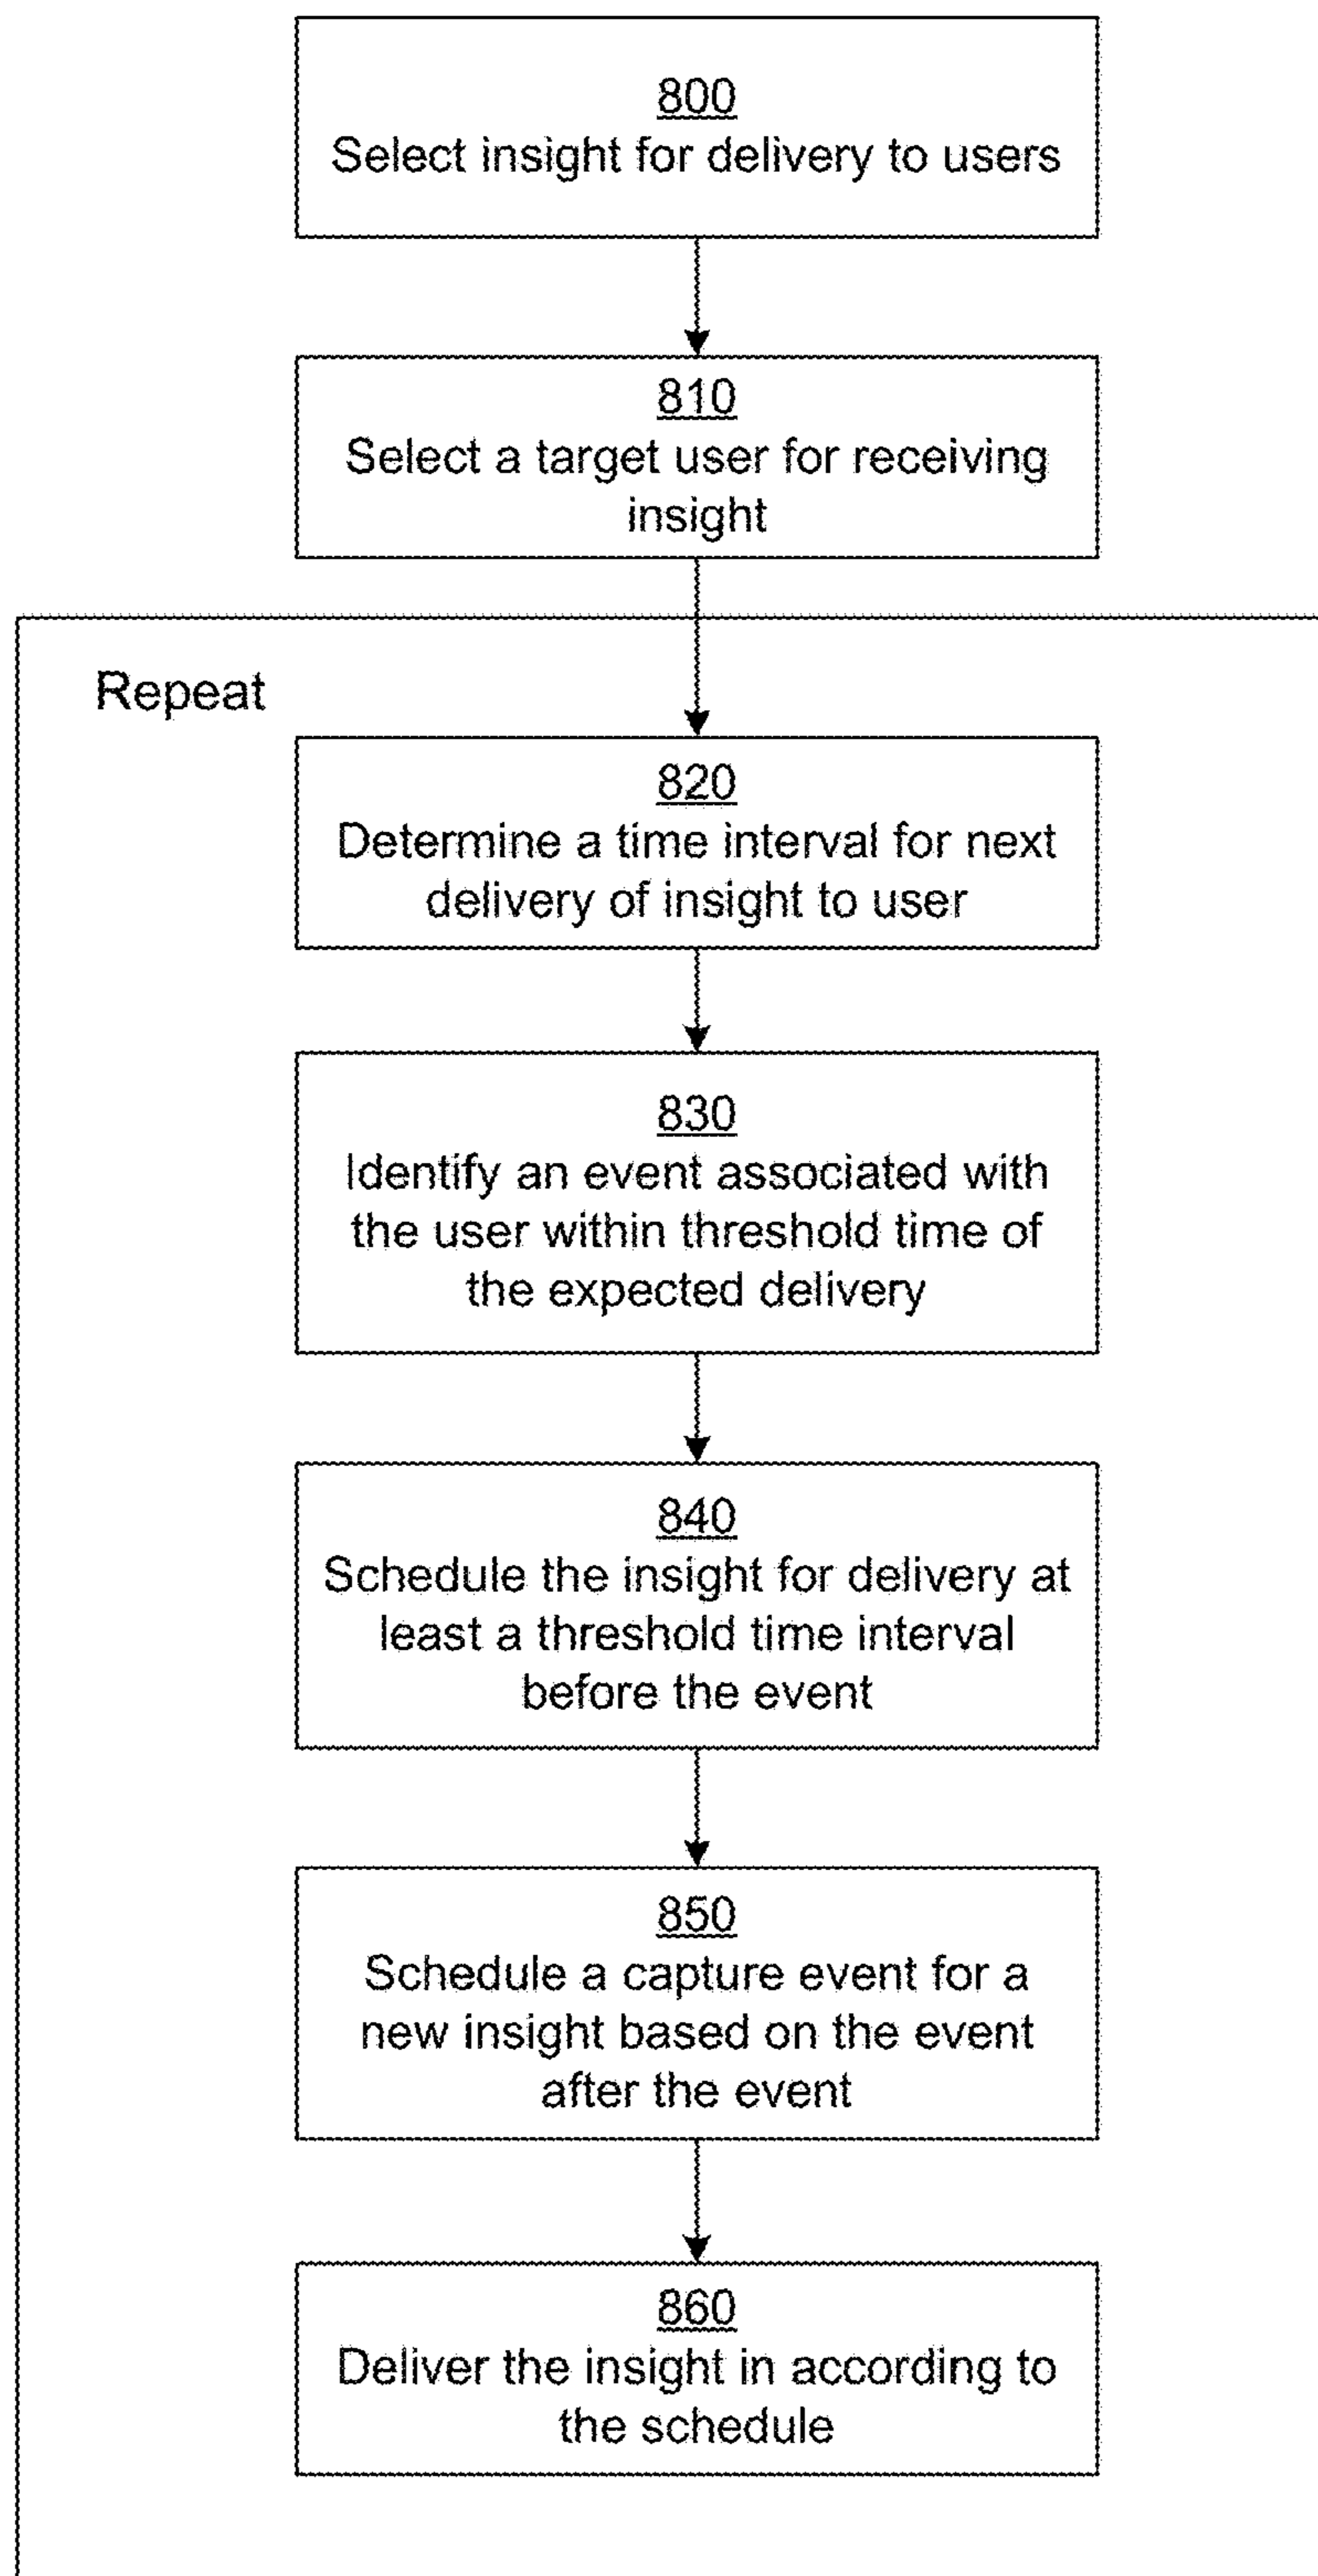 800
Select insight for delivery to users
810
Select a target user for receiving
insight
Repeat
820
Determine a time interval for next
delivery of insight to user
830
Identify an event associated with
the user within threshold time of
the expected delivery
840
Schedule the insight for delivery at
least a threshold time interval
before the event
850
Schedule a capture event for a
new insight based on the event
after the event
860
Deliver the insight in according to
the schedule